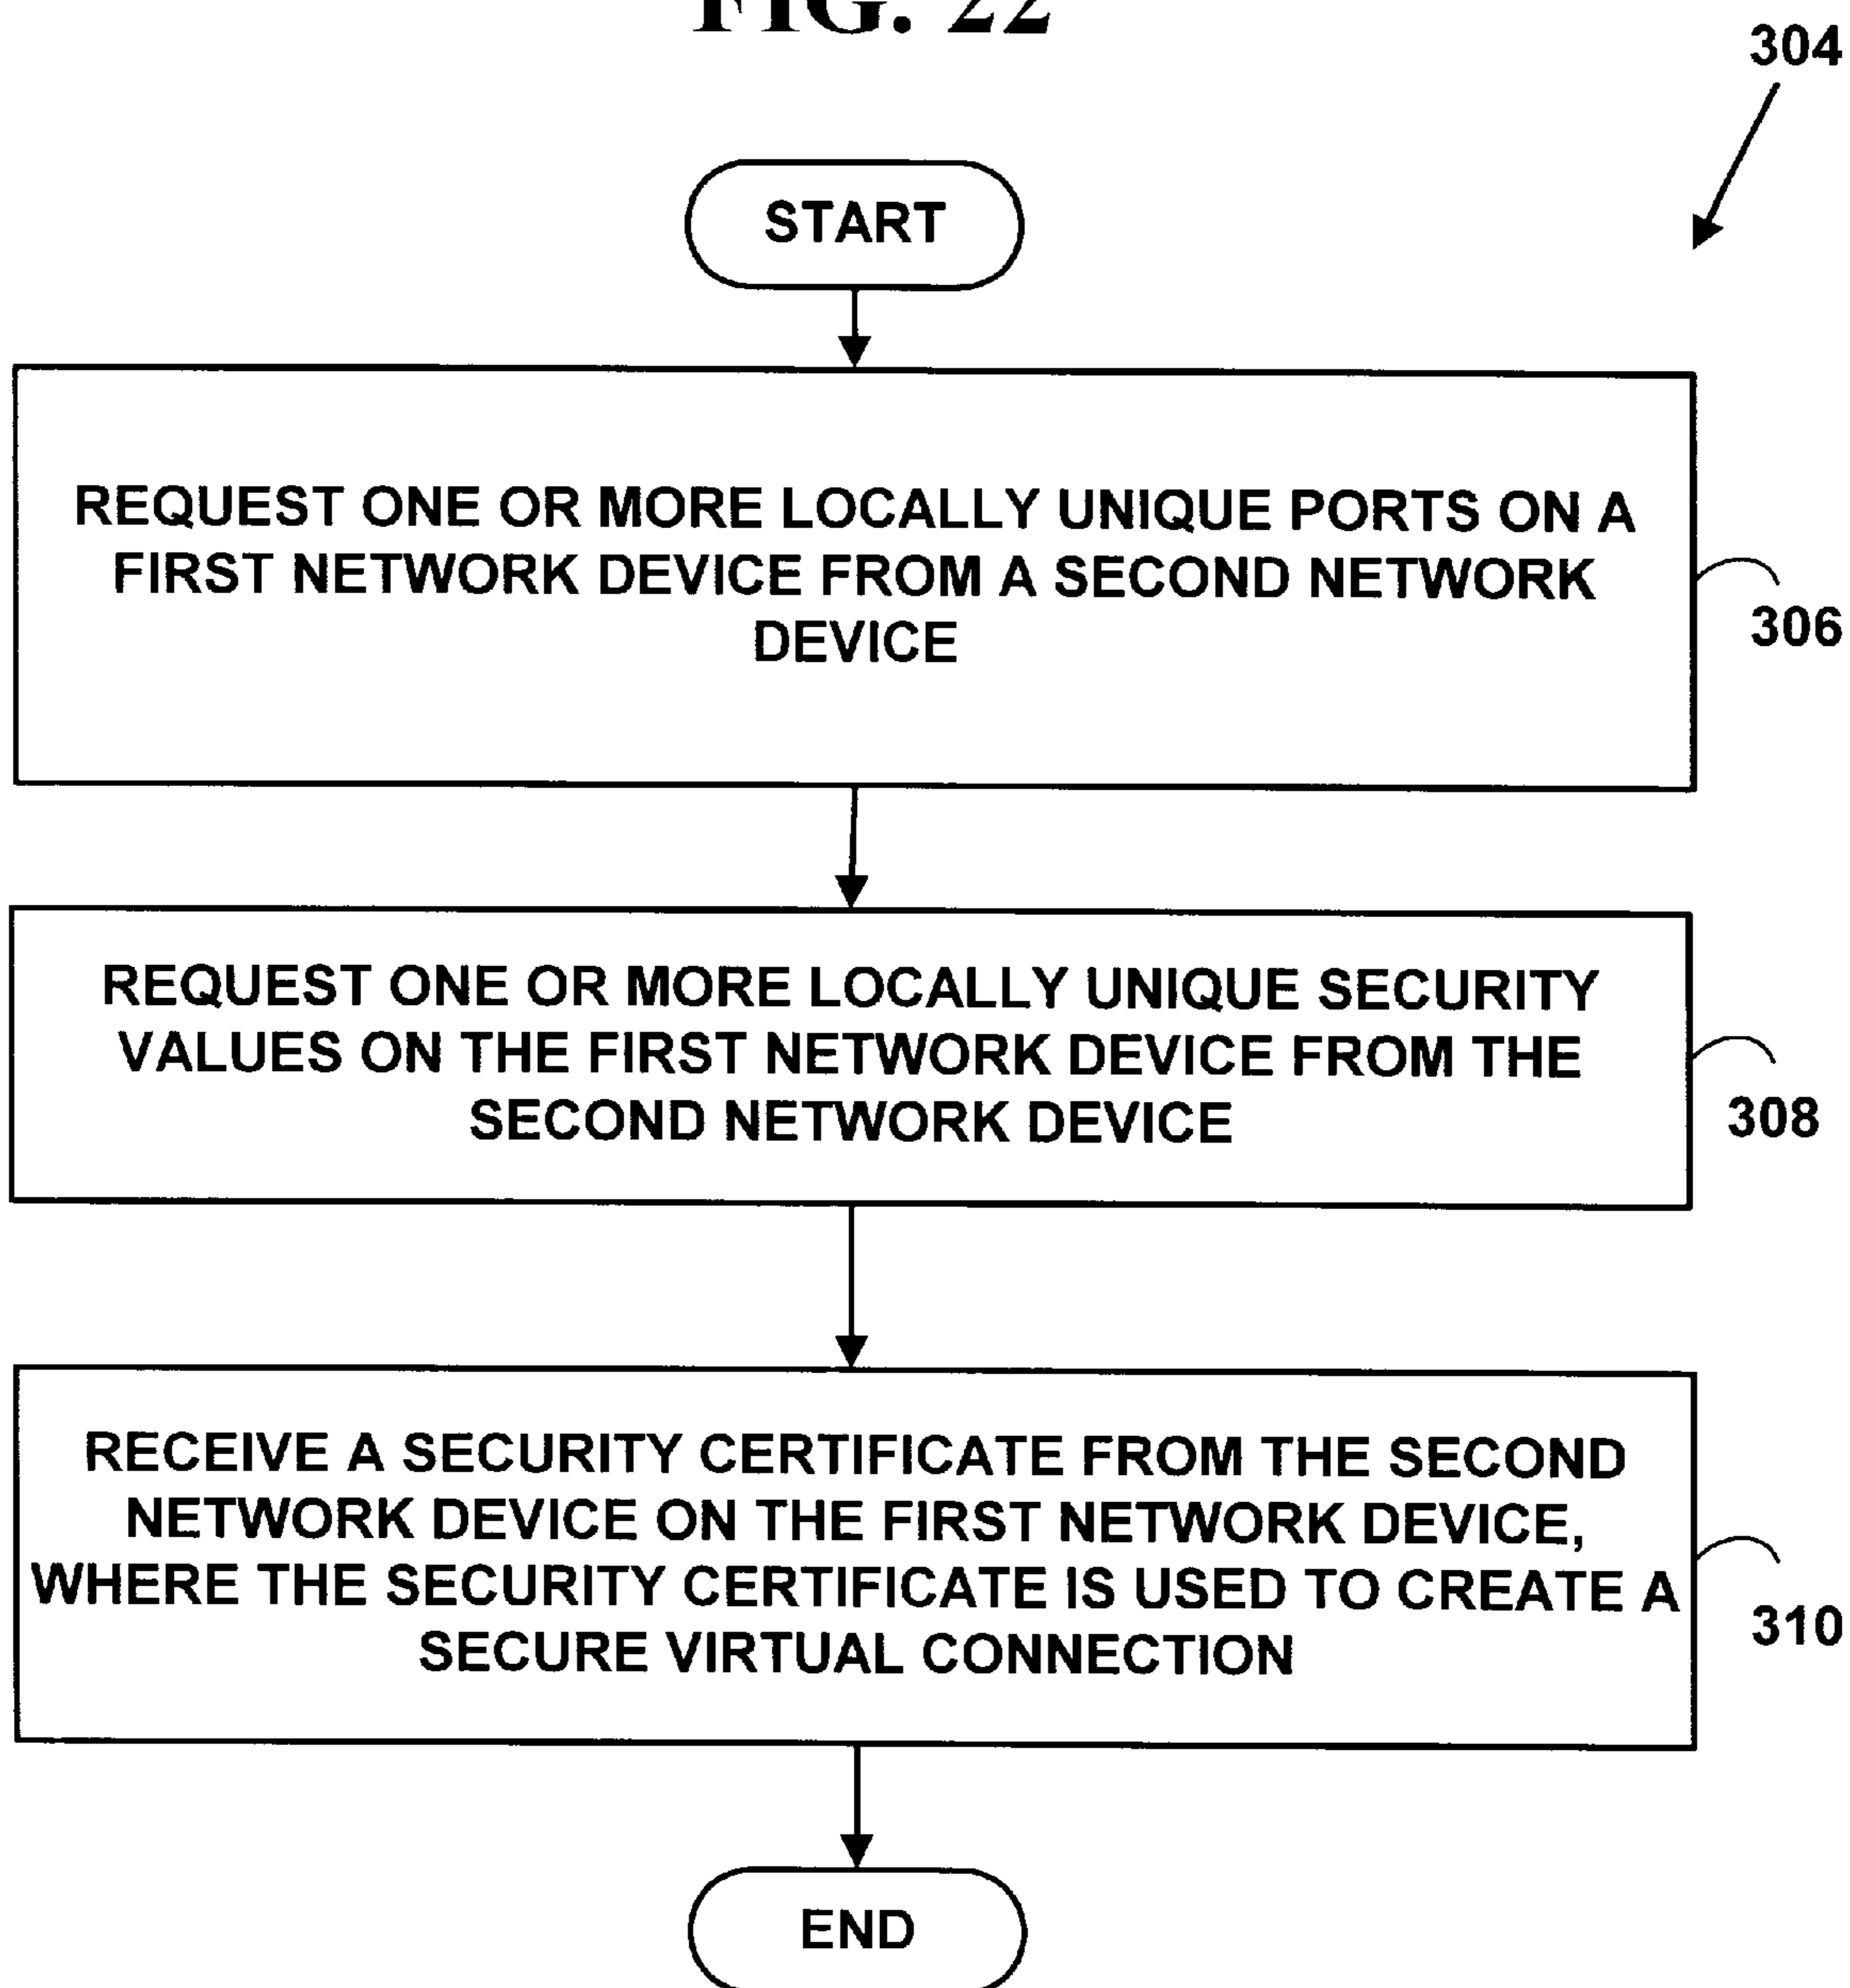 FIG. 22
304
START
REQUEST ONE OR MORE LOCALLY UNIQUE PORTS ON A
FIRST NETWORK DEVICE FROM A SECOND NETWORK
DEVICE
306
REQUEST ONE OR MORE LOCALLY UNIQUE SECURITY
VALUES ON THE FIRST NETWORK DEVICE FROM THE
SECOND NETWORK DEVICE
308
RECEIVE A SECURITY CERTIFICATE FROM THE SECOND
NETWORK DEVICE ON THE FIRST NETWORK DEVICE,
WHERE THE SECURITY CERTIFICATE IS USED TO CREATE A
SECURE VIRTUAL CONNECTION
310
END